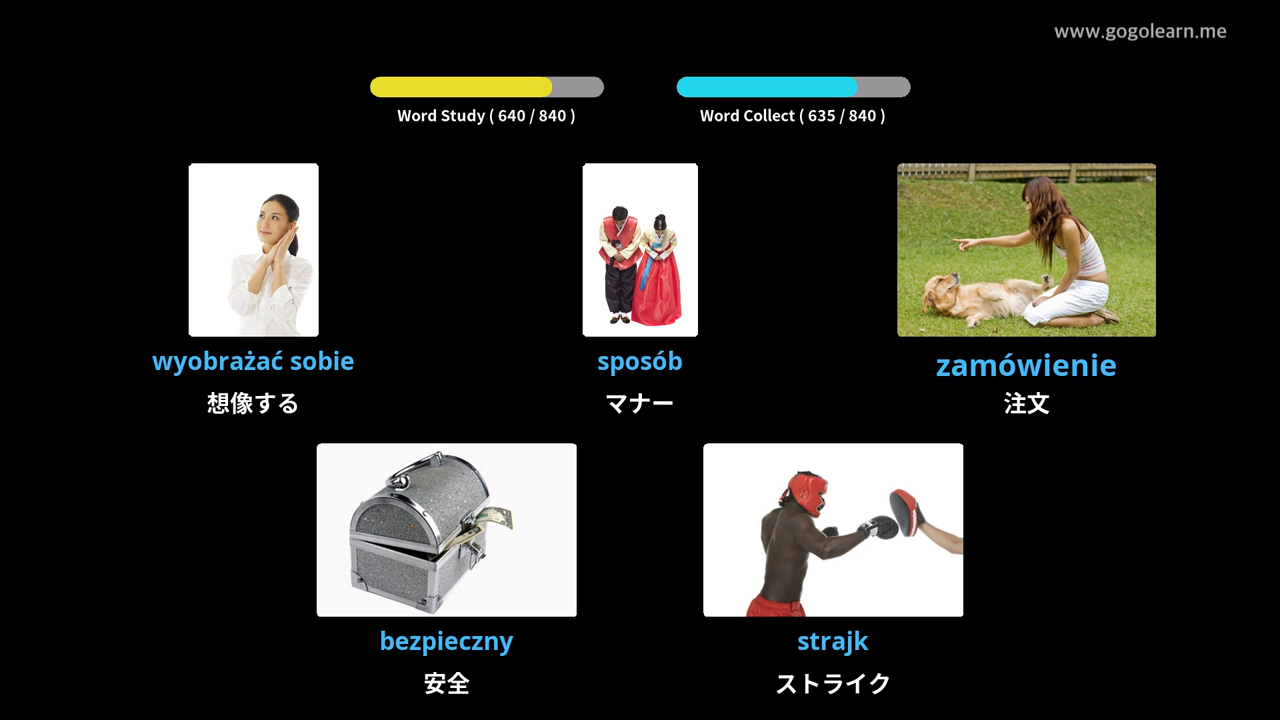 www.gogolearn.me
Word Study ( 640 / 840 )
Word Collect ( 635 / 840 )
wyobrażać sobie
想像する
sposób
マナー
zamówienie
注文
bezpieczny
安全
strajk
ストライク